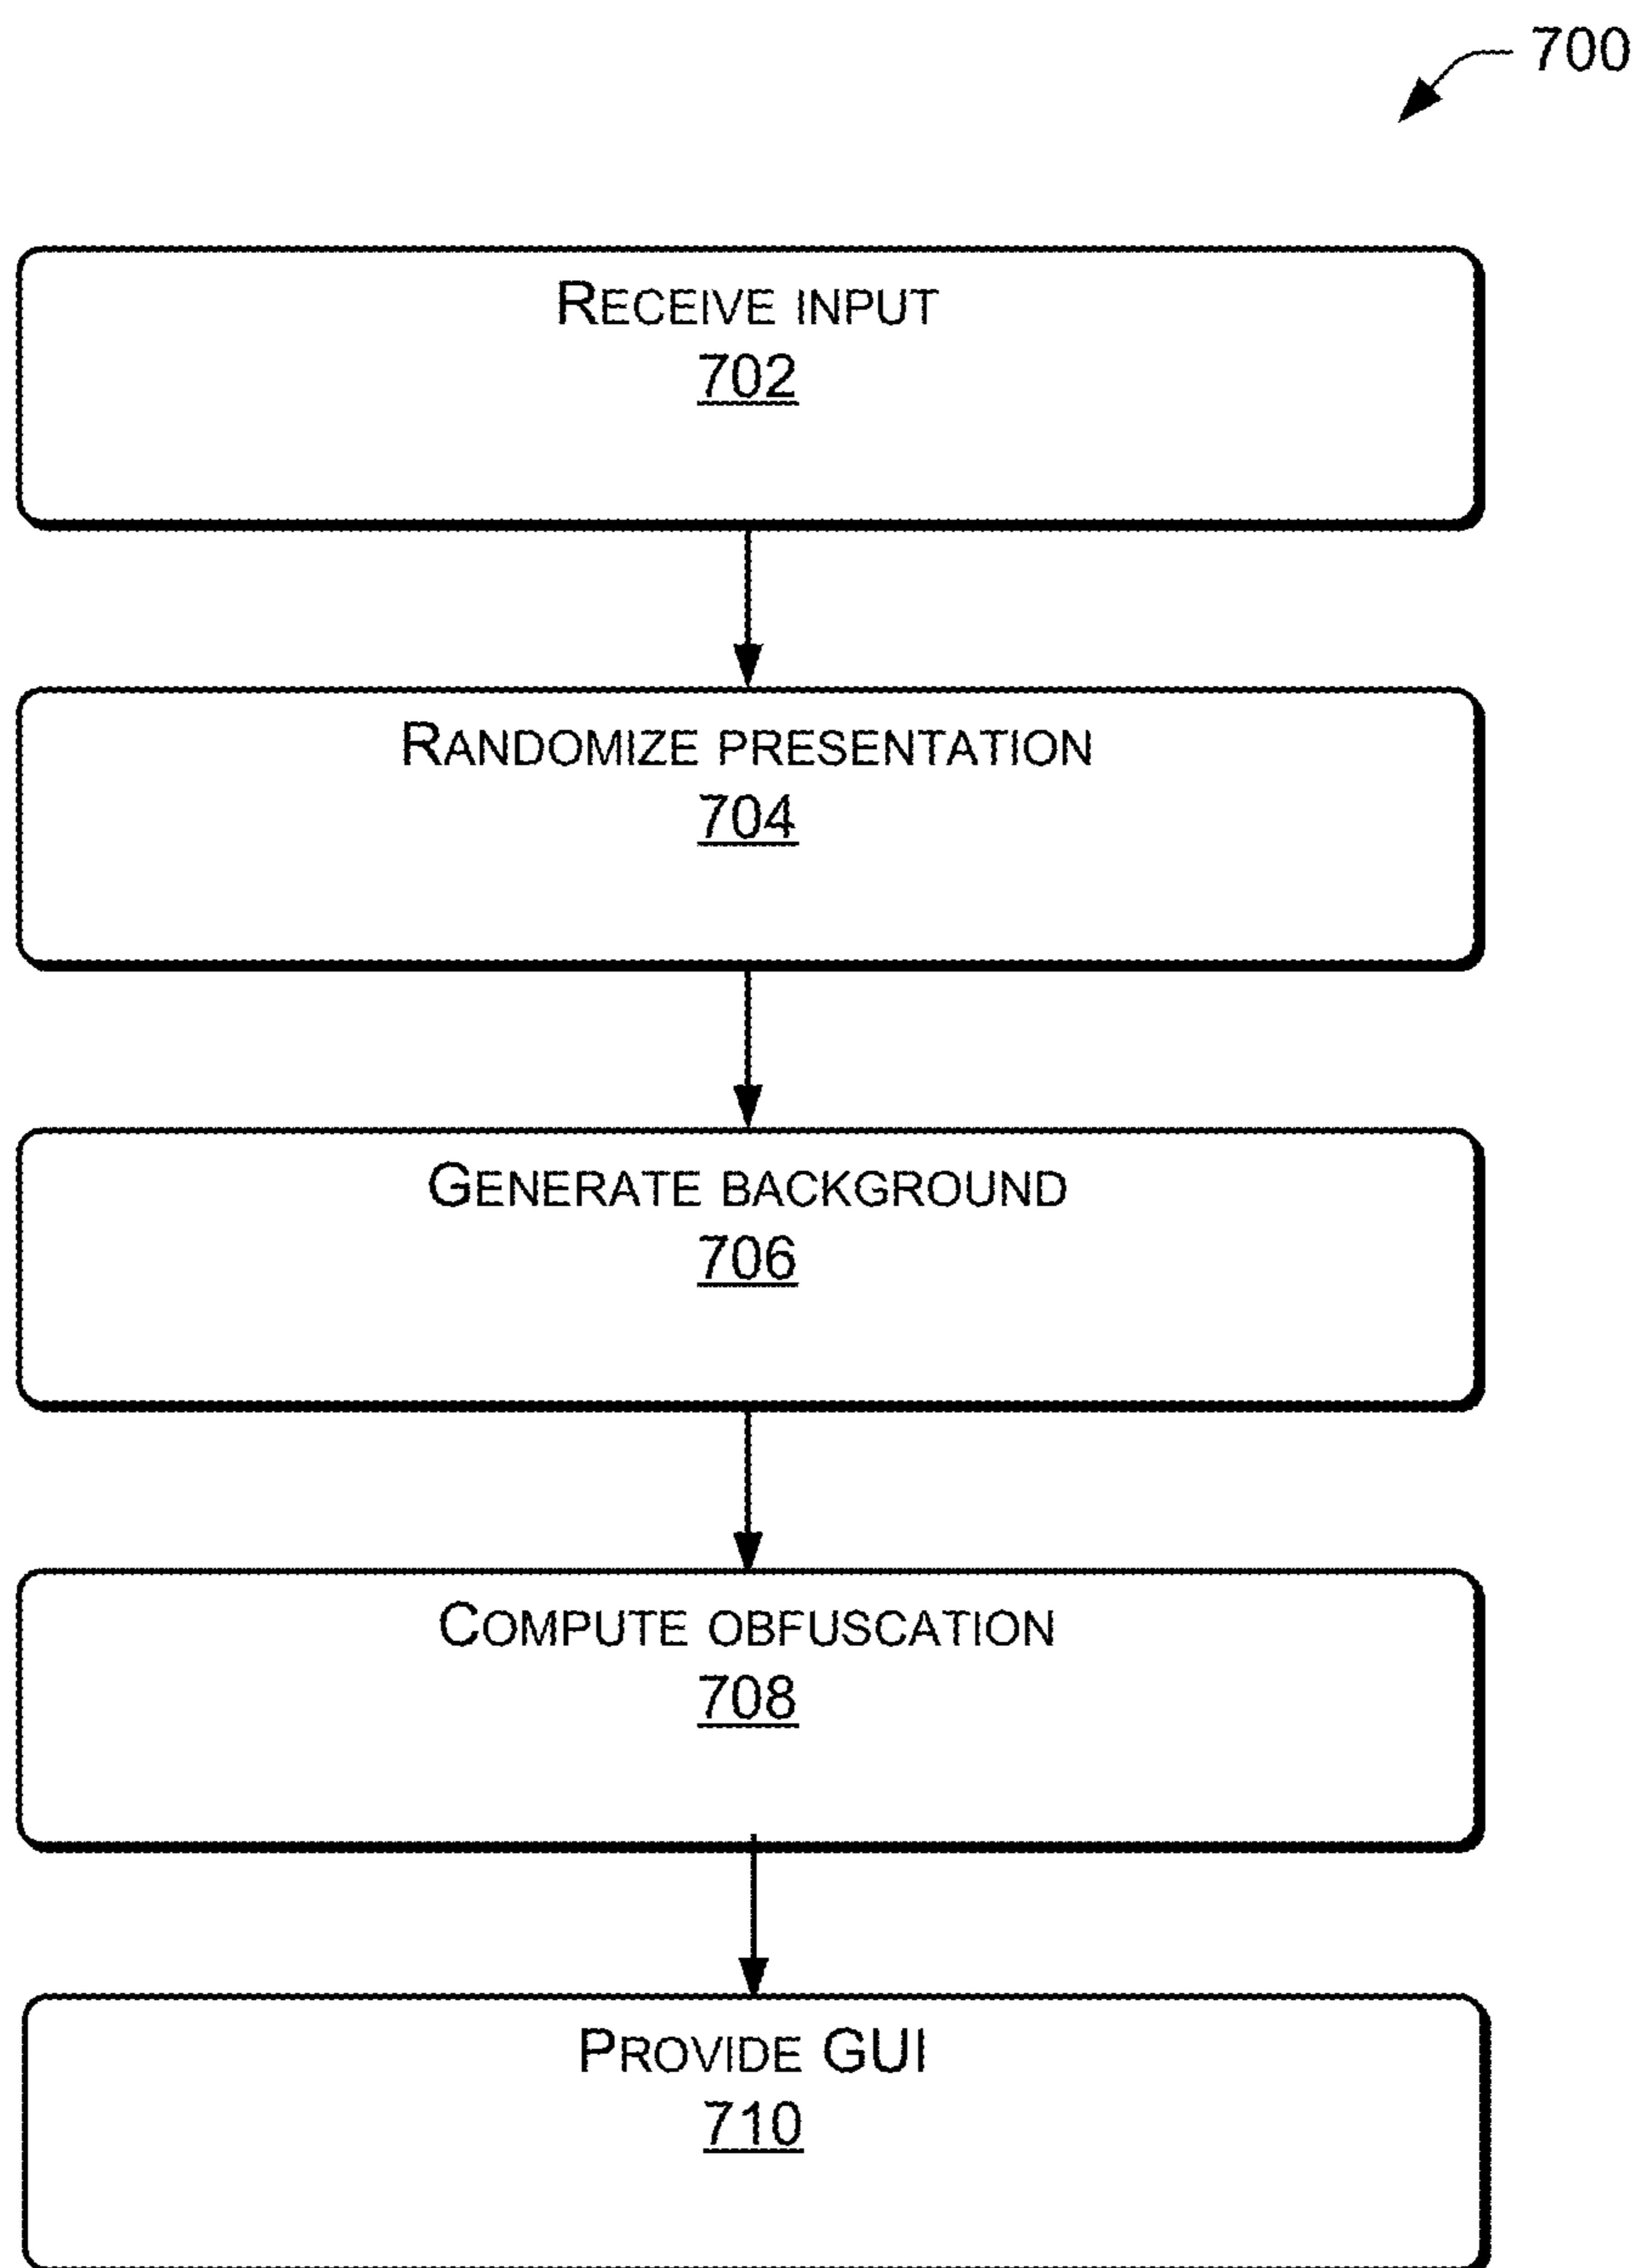 700
RECEIVE INPUT
702
RANDOMIZE PRESENTATION
704
GENERATE BACKGROUND
706
COMPUTE OBFUSCATION
708
PROVIDE GUI
710